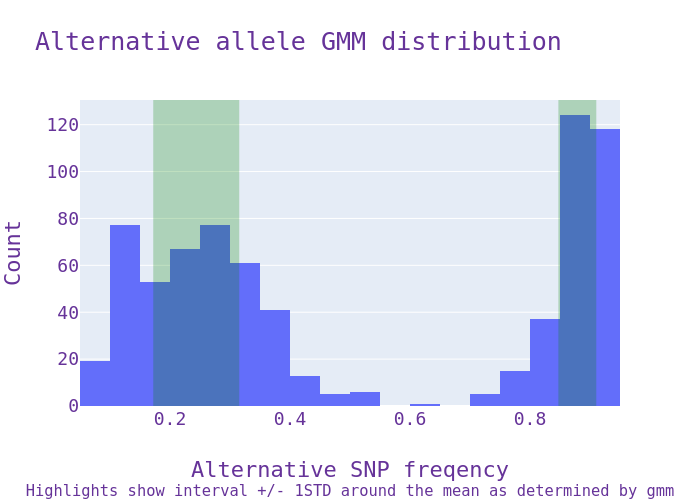 Alternative allele GMM distribution
120
100
80
60
40
20
0
Count
0.2 0.4 0.6 0.8
Alternative SNP freqency
Highlights show interval +/- 1STD around the mean as determined by gmm